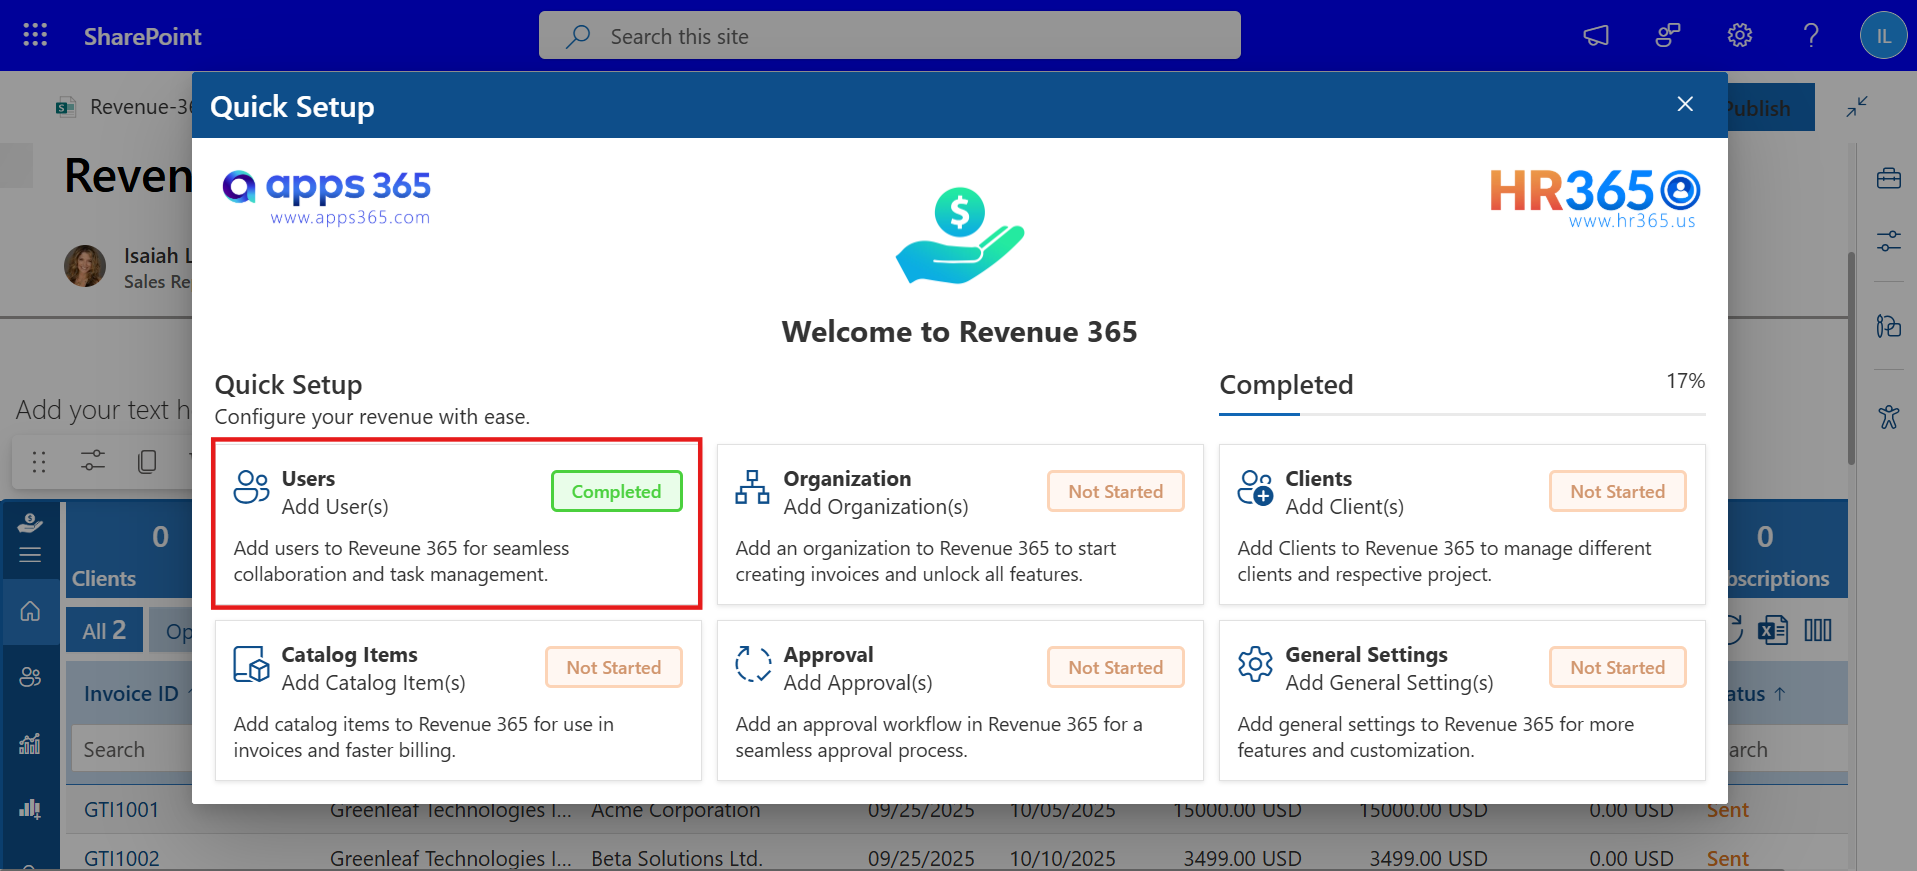 SharePoint
Search this site
IL
Revenue-36
Quick Setup
Publish
Reven
apps 365
www.apps365.com
HR365
www.hr365.us
Isaiah L
Sales Re
Welcome to Revenue 365
Quick Setup
Configure your revenue with ease.
Completed
17%
Add your text h
Users
Add User(s)
Completed
Add users to Reveune 365 for seamless
collaboration and task management.
Organization
Add Organization(s)
Not Started
Add an organization to Revenue 365 to start
creating invoices and unlock all features.
Clients
Add Client(s)
Not Started
Add Clients to Revenue 365 to manage different
clients and respective project.
0
Clients
0
bscriptions
All 2
Op
Catalog Items
Add Catalog Item(s)
Not Started
Add catalog items to Revenue 365 for use in
invoices and faster billing.
Approval
Add Approval(s)
Not Started
Add an approval workflow in Revenue 365 for a
seamless approval process.
General Settings
Add General Setting(s)
Not Started
Add general settings to Revenue 365 for more
features and customization.
Invoice ID
atus
Search
arch
GTI1001 Greenleaf Technologies I... Acme Corporation 09/25/2025 10/05/2025 15000.00 USD 15000.00 USD 0.00 USD Sent
GTI1002 Greenleaf Technologies I... Beta Solutions Ltd. 09/25/2025 10/10/2025 3499.00 USD 3499.00 USD 0.00 USD Sent